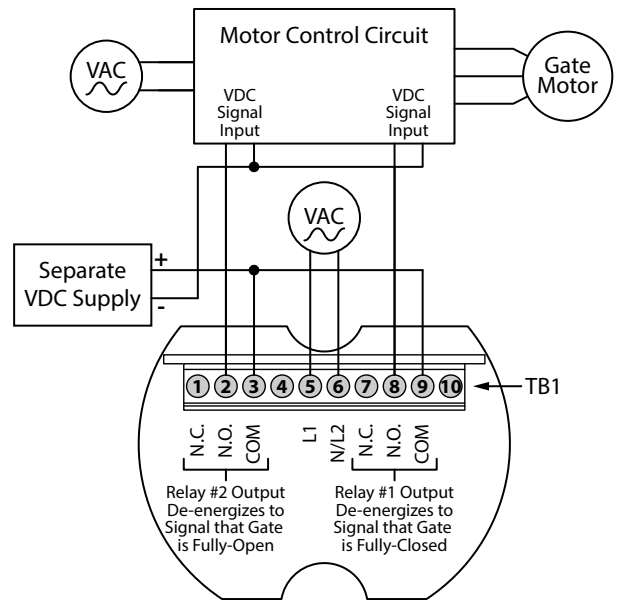 Motor Control Circuit
VAC
Gate
Motor
VDC
Signal
Input
VDC
Signal
Input
VAC
Separate
VDC Supply
+
-
1 2 3 4 5 6 7 8 9 10
TB1
N.C.
N.O.
COM
L1
N/L2
N.C.
N.O.
COM
Relay #2 Output
De-energizes to
Signal that Gate
is Fully-Open
Relay #1 Output
De-energizes to
Signal that Gate
is Fully-Closed